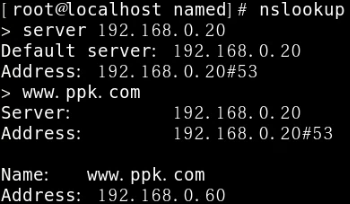 [root@localhost named]# nslookup
> server 192.168.0.20
Default server: 192.168.0.20
Address: 192.168.0.20#53
> www.ppk.com
Server: 192.168.0.20
Address: 192.168.0.20#53
Name: www.ppk.com
Address: 192.168.0.60